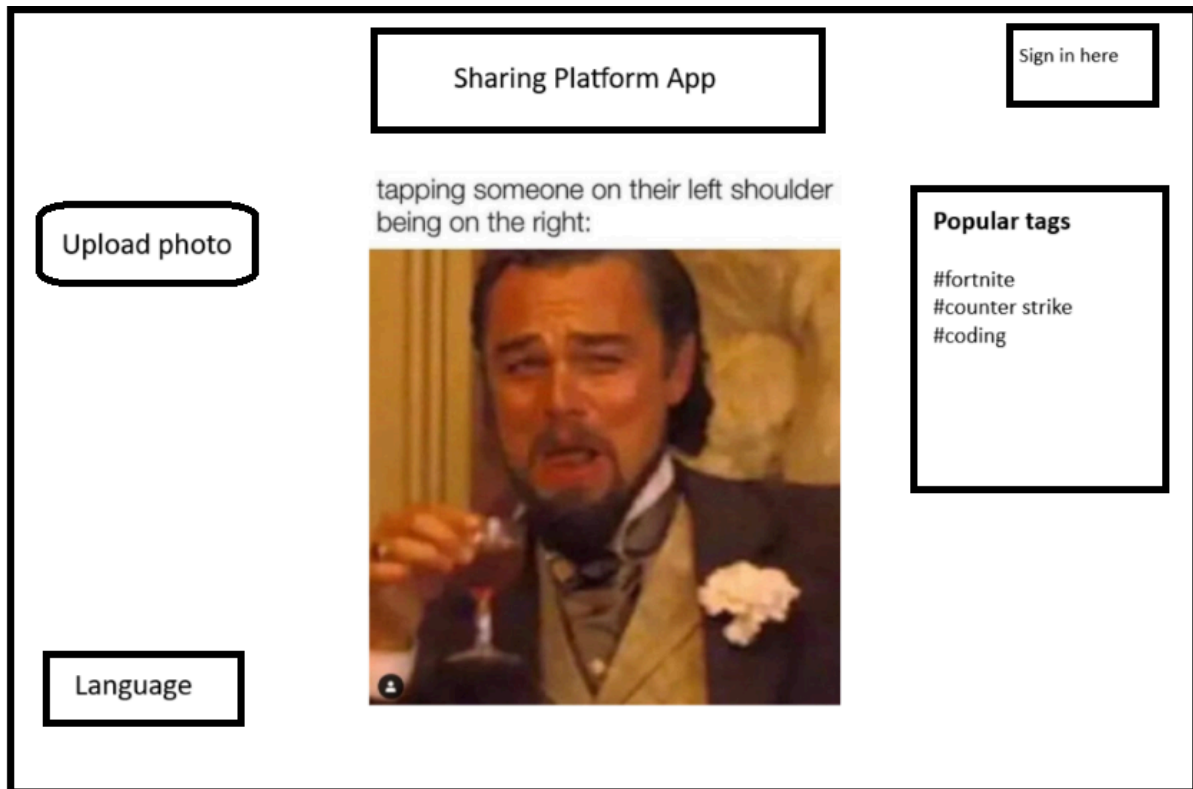 Sharing Platform App
Sign in here
tapping someone on their left shoulder
being on the right:
Upload photo
Popular tags
#fortnite
#counter strike
#coding
Language